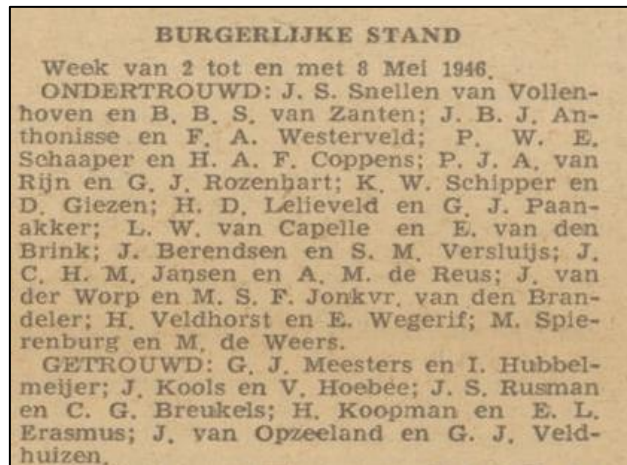 BURGERLIJKE STAND
Week van 2 tot en met 8 Mei 1946.
ONDERTROUWD: J. S. Snellen van Vollen-
hoven en B. B. S. van Zanten; J. B. J. An-
thonisse en F. A. Westerveld; P. W. E.
Schaaper en H. A. F. Coppens; P. J. A. van
Rijn en G. J. Rozenhart; K. W. Schipper en
D. Giezen; H. D. Lelieveld en G. J. Paan-
akker; L. W. van Capelle en E. van den
Brink; J. Berendsen en S. M. Versluijs; J.
C. H. M. Jansen en A. M. de Reus; J. van
der Worp en M. S. F. Jonkvr. van den Bran-
deler; H. Veldhorst en E. Wegerif; M. Spie-
renburg en M. de Weers.
GETROUWD: G. J. Meesters en I. Hubbel-
meijer; J. Kools en V. Hoebée; J. S. Rusman
en C. G. Breukels; H. Koopman en E. L.
Erasmus; J. van Opzeeland en G. J. Veld-
huizen.